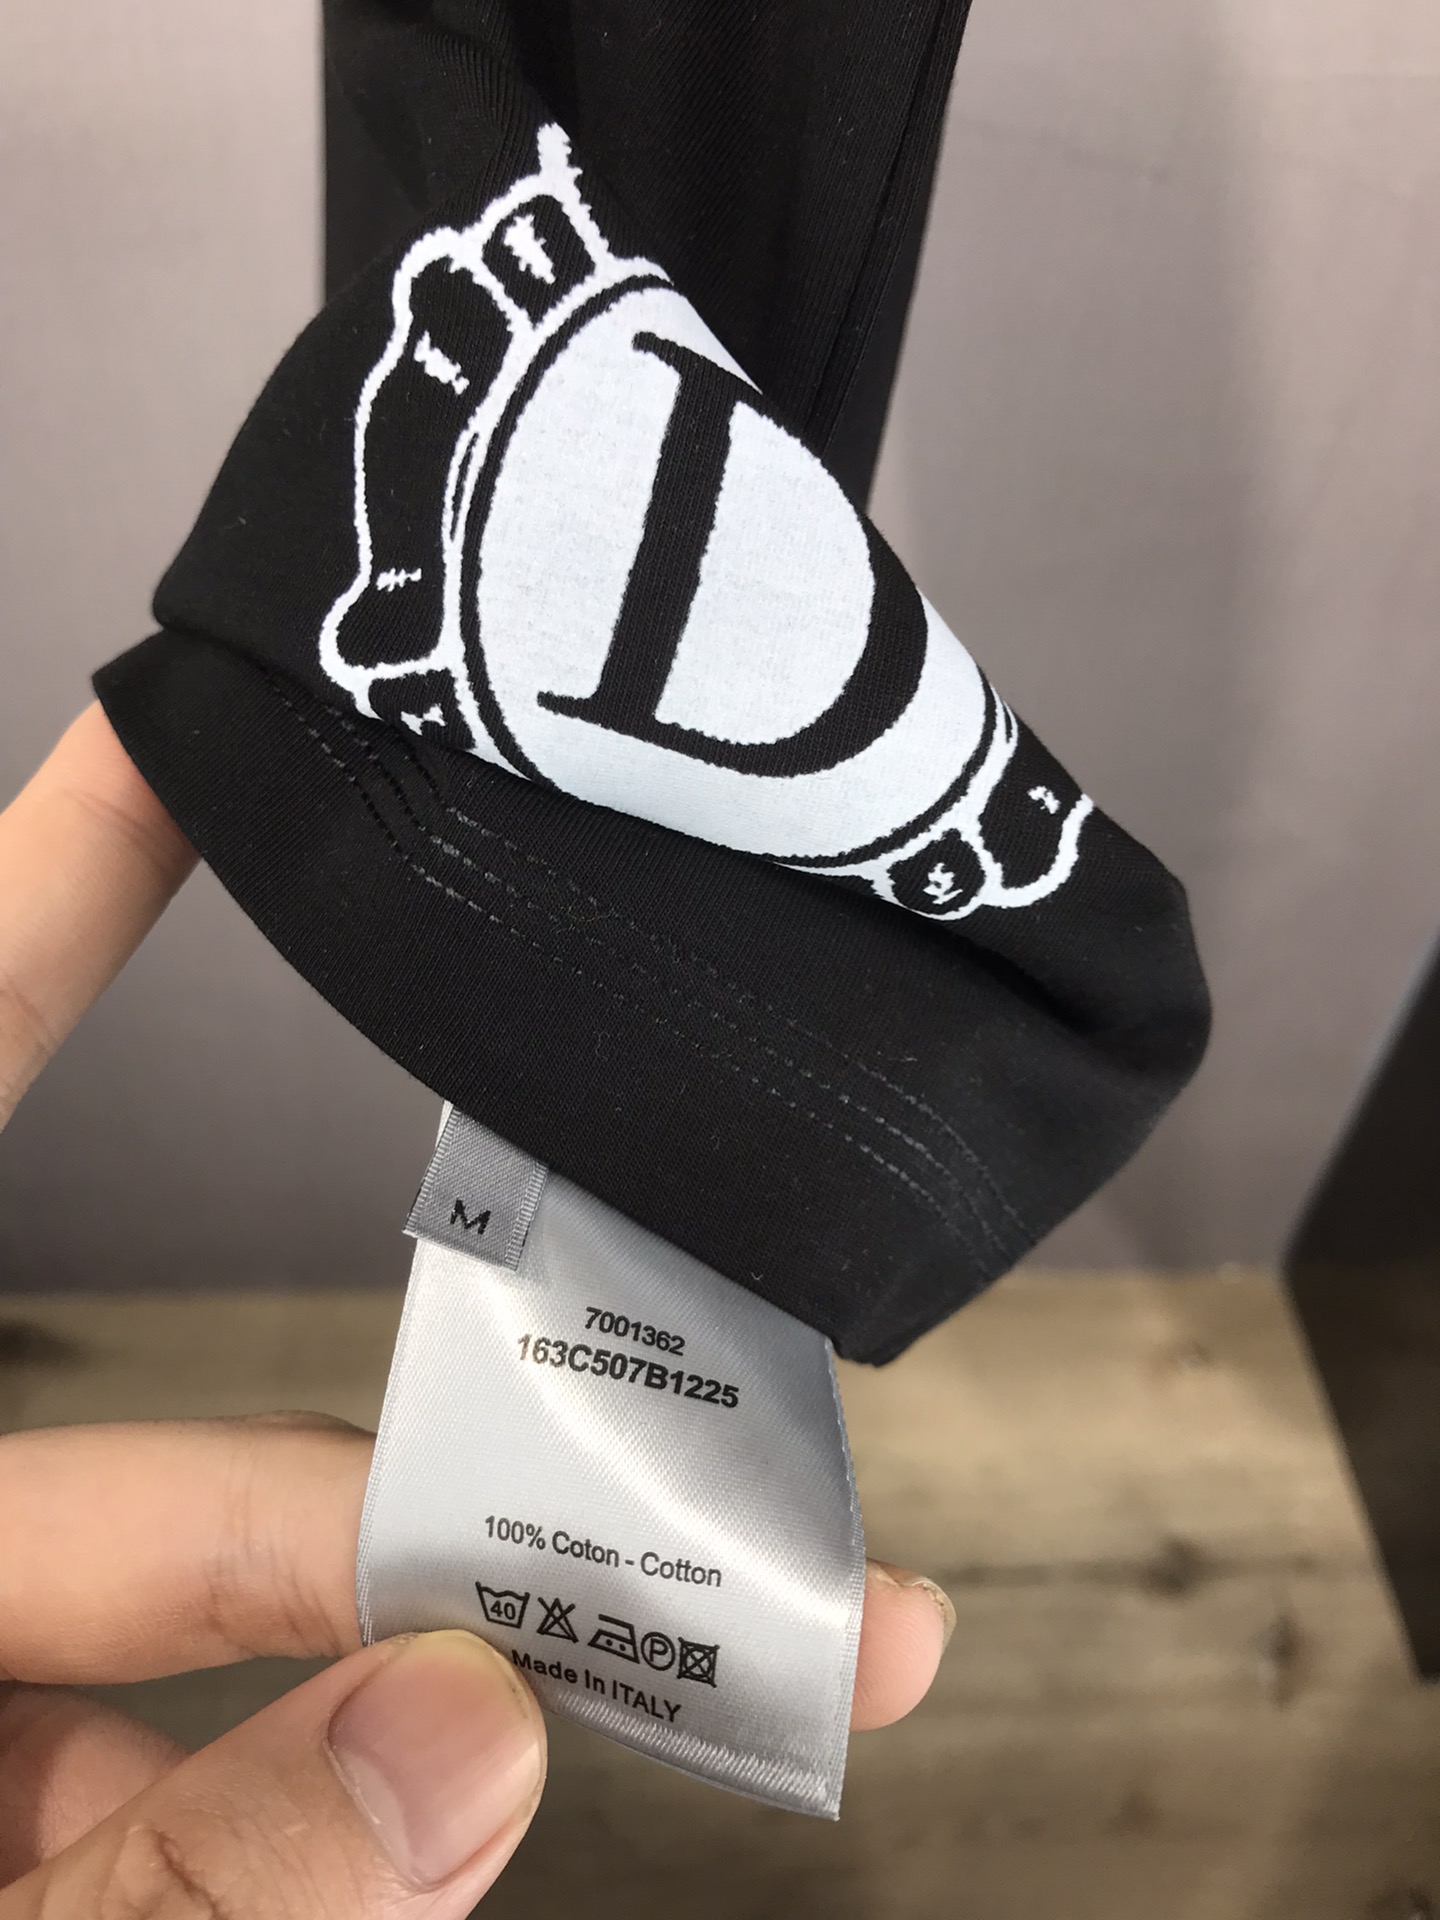 D
M
7001362
163C507B1225
100% Coton - Cotton
40
P
Made In ITALY